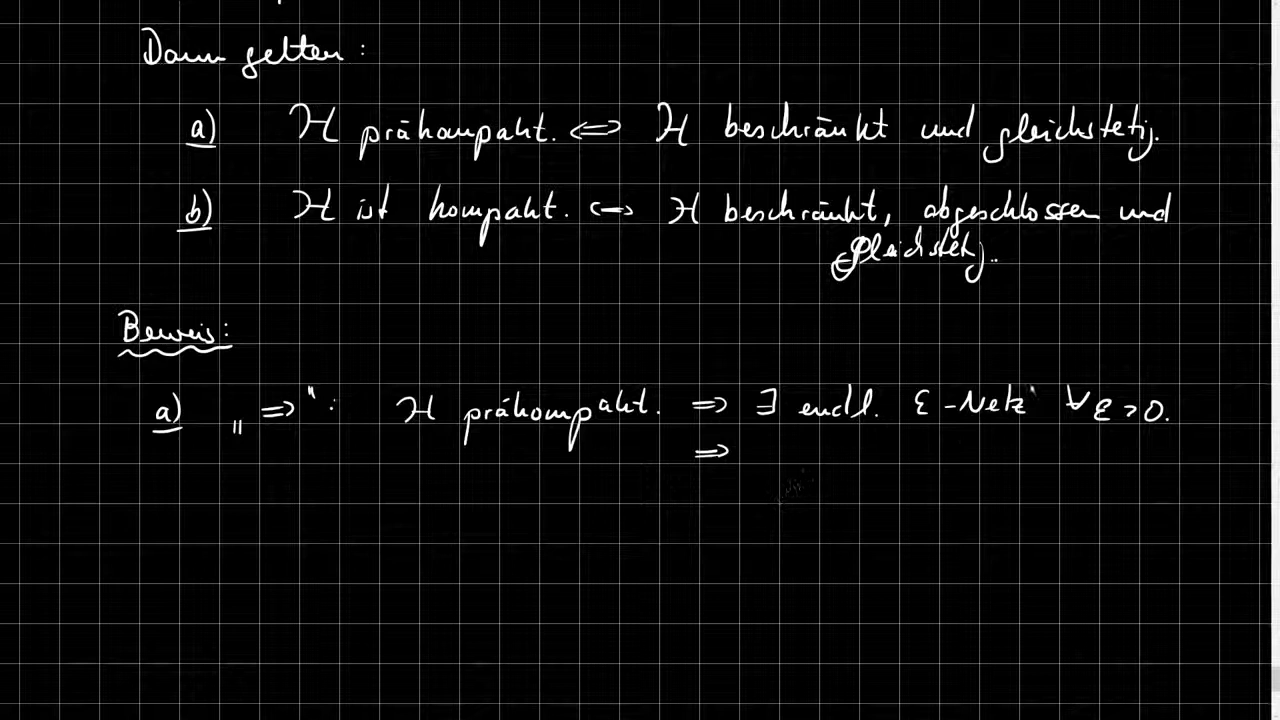 Dann gelten:
a) ℋ präkompakt. ⇔ ℋ beschränkt und gleichstetig.
b) ℋ ist kompakt. ⇔ ℋ beschränkt, abgeschlossen und
gleichstetig.
Beweis:
a) „⇒": ℋ präkompakt. ⇒ ∃ endl. ε-Netz ∀ε>0.
⇒